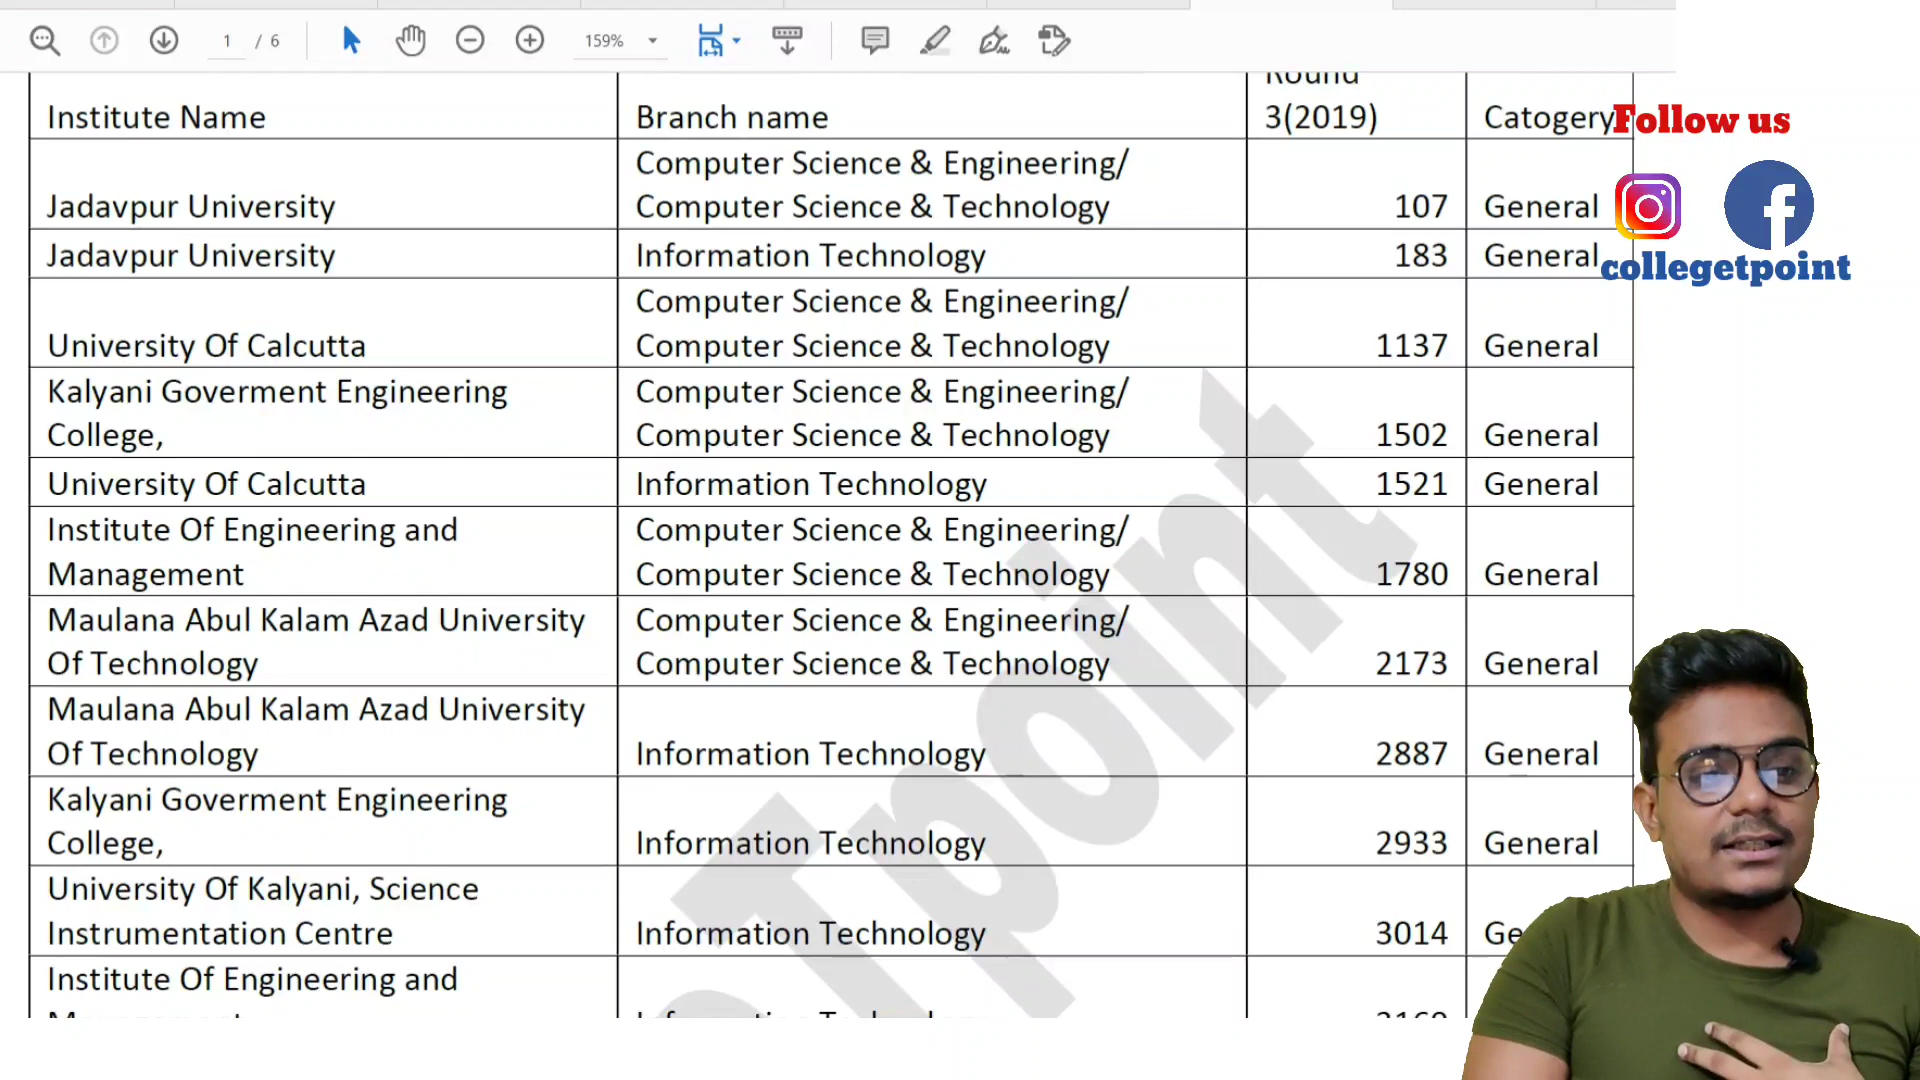 1 / 6
159%
Round
Institute Name
Branch name
3(2019)
Catogery
Follow us
Computer Science & Engineering/
Jadavpur University
Computer Science & Technology
107
General
Jadavpur University
Information Technology
183
General
collegetpoint
Computer Science & Engineering/
University Of Calcutta
Computer Science & Technology
1137
General
Kalyani Goverment Engineering
College,
Computer Science & Engineering/
Computer Science & Technology
1502
General
University Of Calcutta
Information Technology
1521
General
Institute Of Engineering and
Management
Computer Science & Engineering/
Computer Science & Technology
1780
General
Maulana Abul Kalam Azad University
Of Technology
Computer Science & Engineering/
Computer Science & Technology
2173
General
Maulana Abul Kalam Azad University
Of Technology
Information Technology
2887
General
Kalyani Goverment Engineering
College,
Information Technology
2933
General
University Of Kalyani, Science
Instrumentation Centre
Information Technology
3014
Ge
Institute Of Engineering and
Tpoint